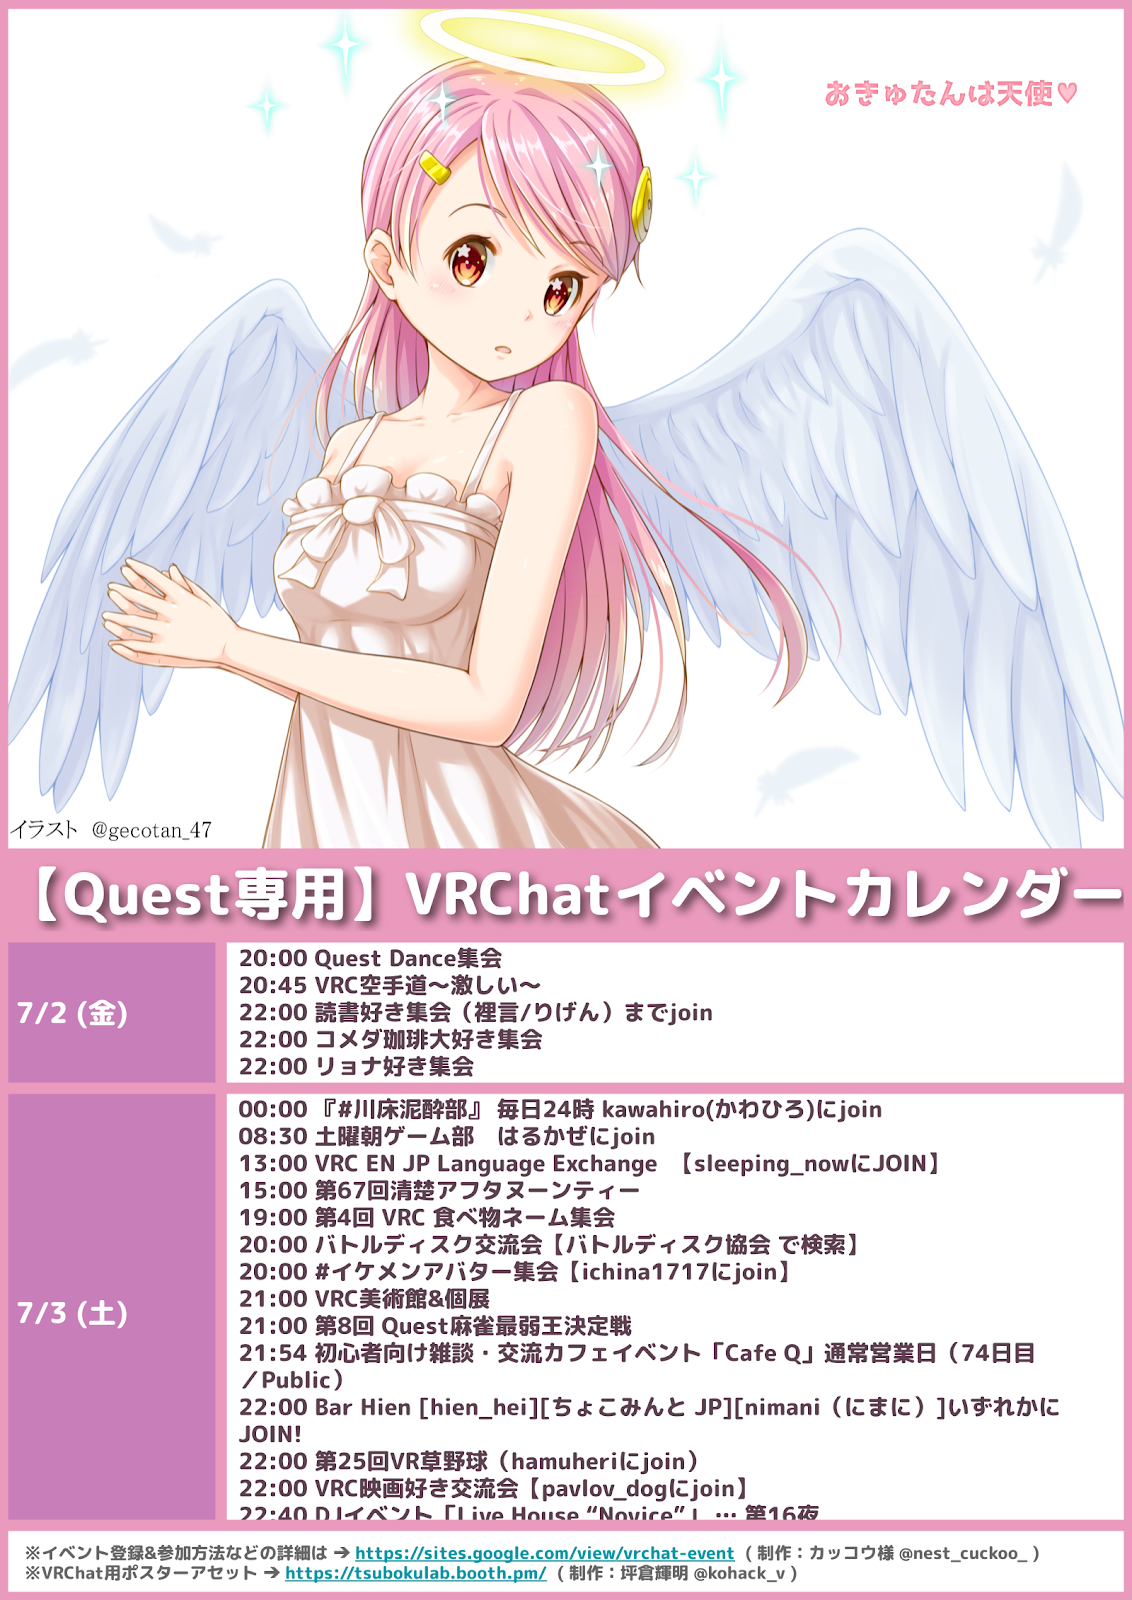 おきゅたんは天使♥
イラスト @gecotan_47
【Quest専用】VRChatイベントカレンダー
7/2 (金)
20:00 Quest Dance集会
20:45 VRC空手道～激しい～
22:00 読書好き集会（裡言/りげん）までjoin
22:00 コメダ珈琲大好き集会
22:00 リョナ好き集会
7/3 (土)
00:00 『#川床泥酔部』 毎日24時 kawahiro(かわひろ)にjoin
08:30 土曜朝ゲーム部　はるかぜにjoin
13:00 VRC EN JP Language Exchange 【sleeping_nowにJOIN】
15:00 第67回清楚アフタヌーンティー
19:00 第4回 VRC 食べ物ネーム集会
20:00 バトルディスク交流会【バトルディスク協会 で検索】
20:00 #イケメンアバター集会【ichina1717にjoin】
21:00 VRC美術館&個展
21:00 第8回 Quest麻雀最弱王決定戦
21:54 初心者向け雑談・交流カフェイベント「Cafe Q」通常営業日（74日目
／Public）
22:00 Bar Hien [hien_hei][ちょこみんと JP][nimani（にまに）]いずれかに
JOIN!
22:00 第25回VR草野球（hamuheriにjoin）
22:00 VRC映画好き交流会【pavlov_dogにjoin】
22:40 DJイベント「Live House “Novice”」 … 第16夜
※イベント登録&参加方法などの詳細は ➔ https://sites.google.com/view/vrchat-event ( 制作：カッコウ様 @nest_cuckoo_ )
※VRChat用ポスターアセット ➔ https://tsubokulab.booth.pm/ ( 制作：坪倉輝明 @kohack_v )